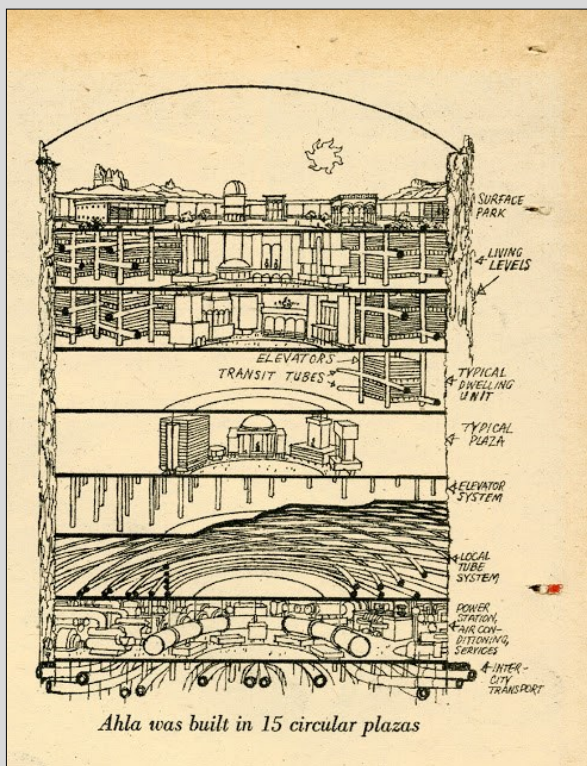 SURFACE
PARK
LIVING
LEVELS
ELEVATORS
TRANSIT TUBES
TYPICAL
DWELLING
UNIT
TYPICAL
PLAZA
ELEVATOR
SYSTEM
LOCAL
TUBE
SYSTEM
POWER
STATION,
AIR CON-
DITIONING,
SERVICES
INTER-
CITY
TRANSPORT
Ahla was built in 15 circular plazas